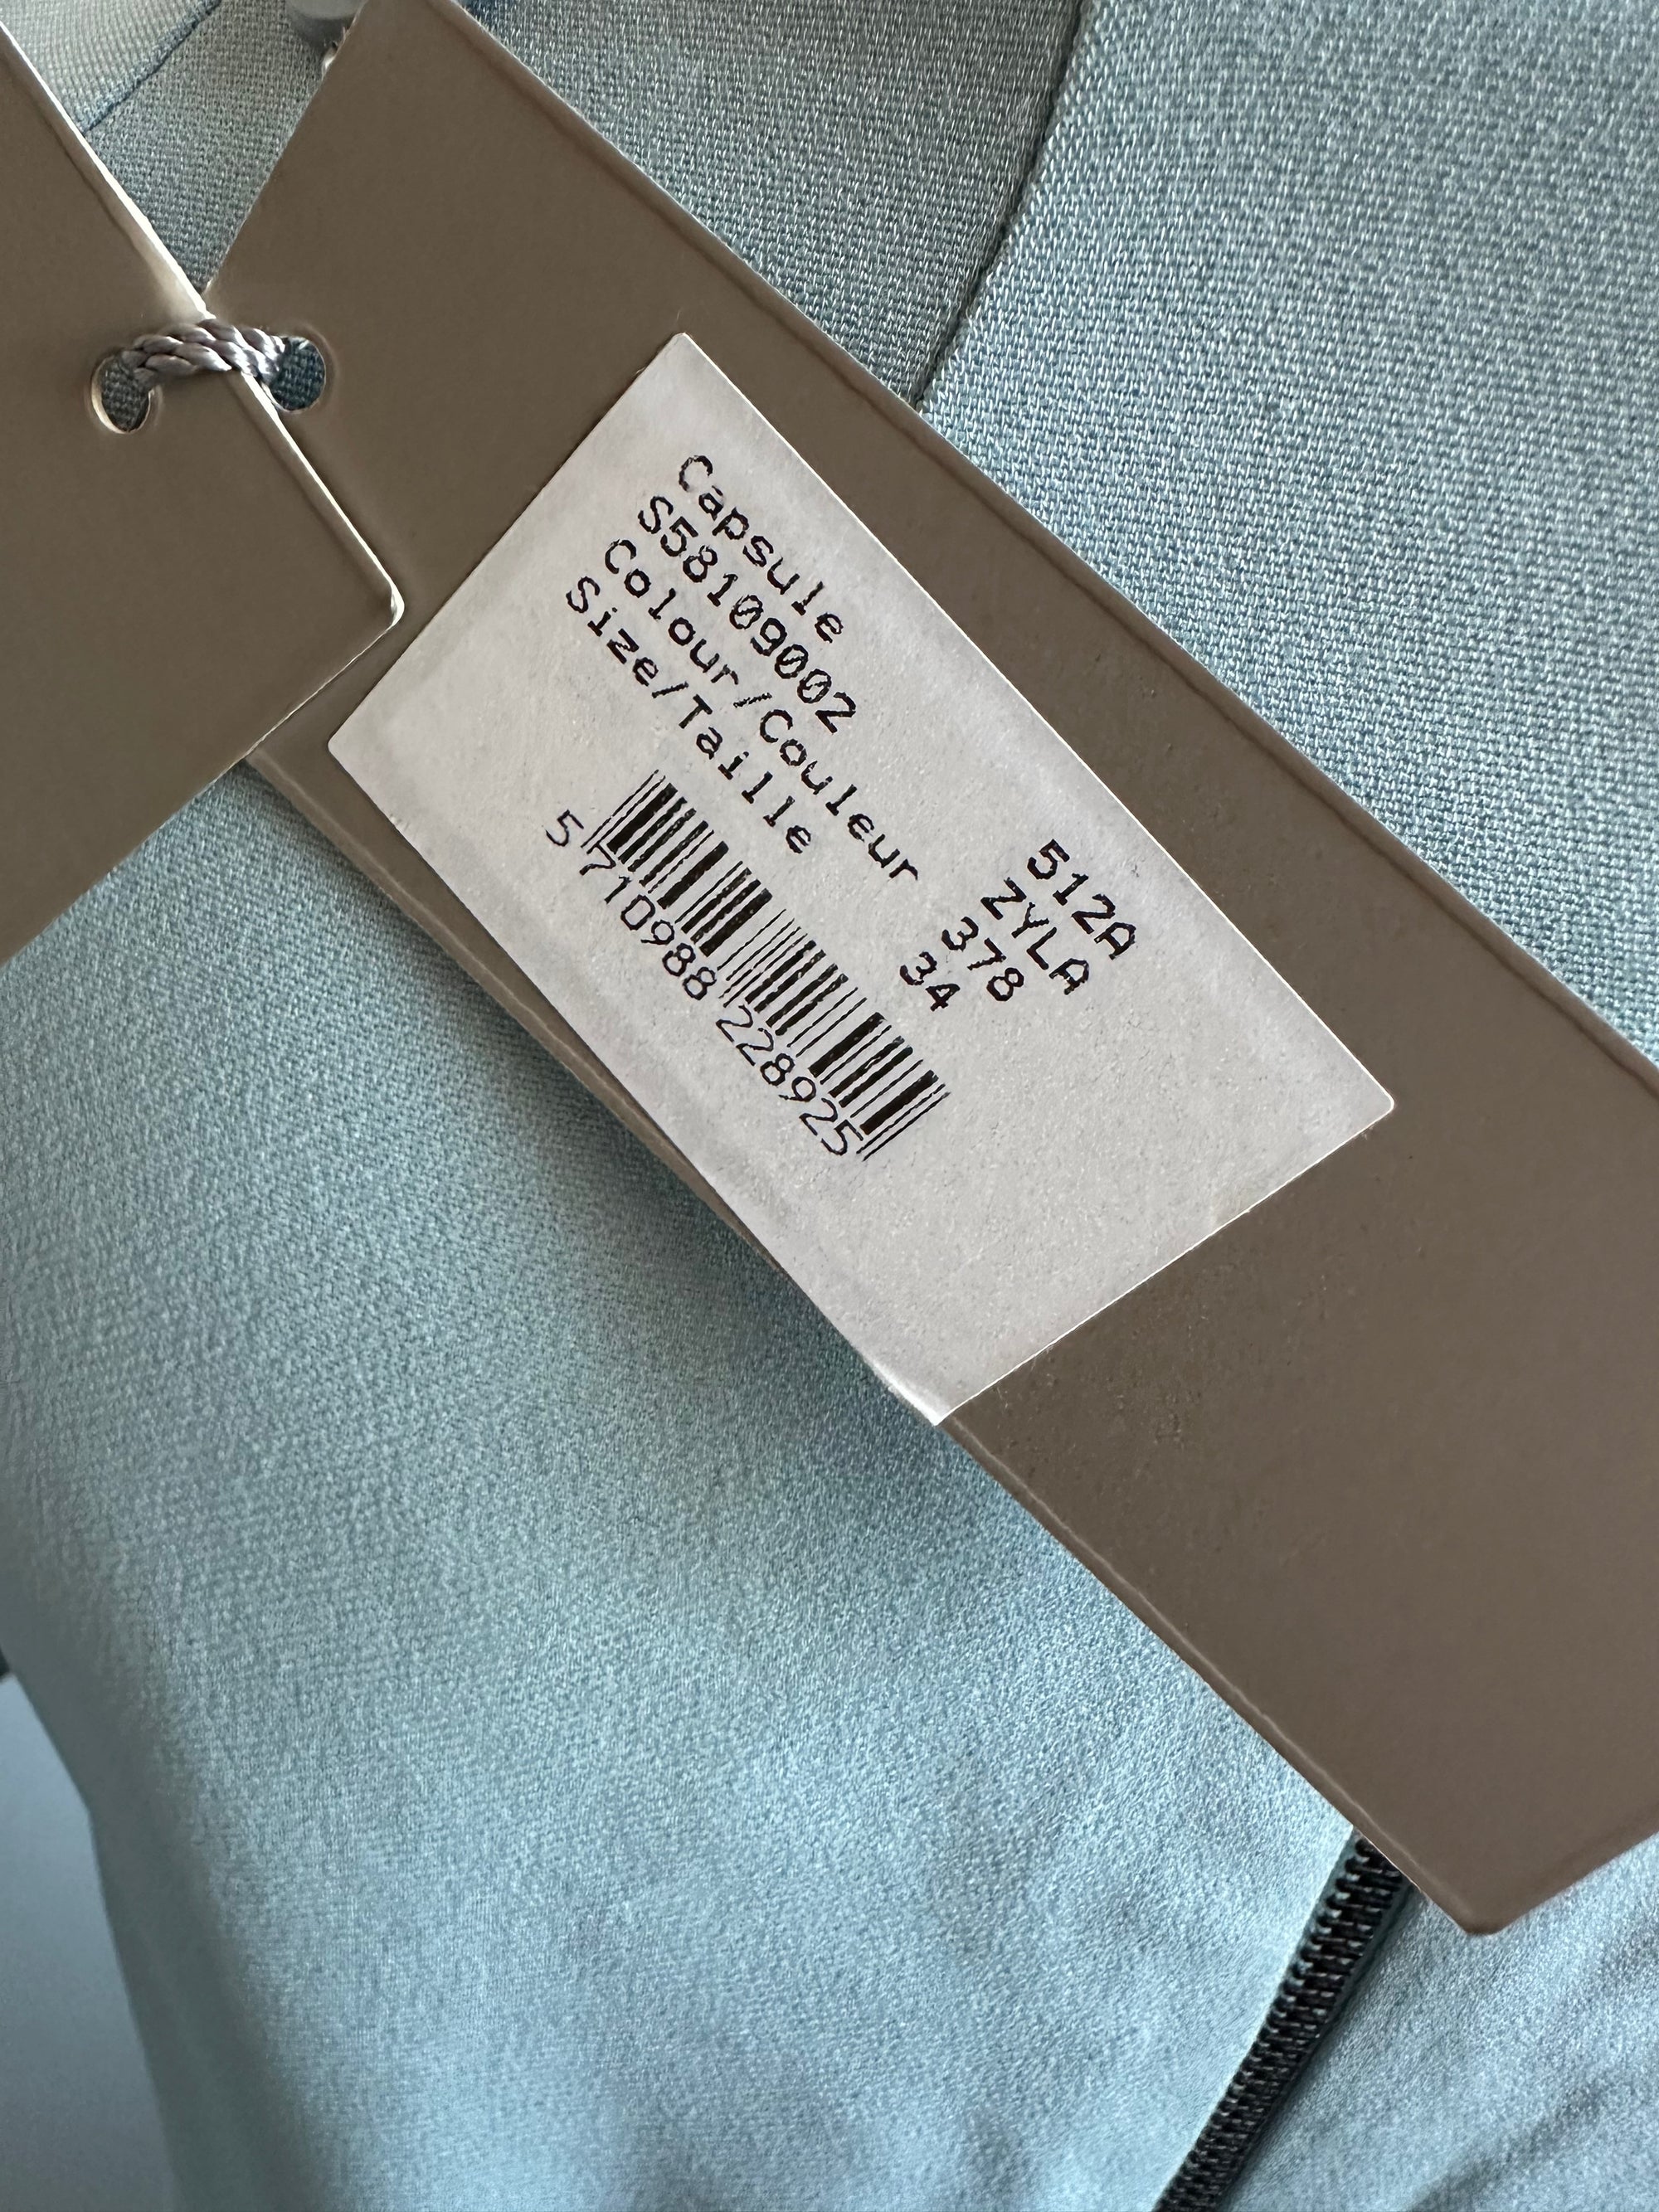 Capsule 512A
S58109002 ZYLA
Colour/Couleur 378
Size/Taille 34
5 710988 228925